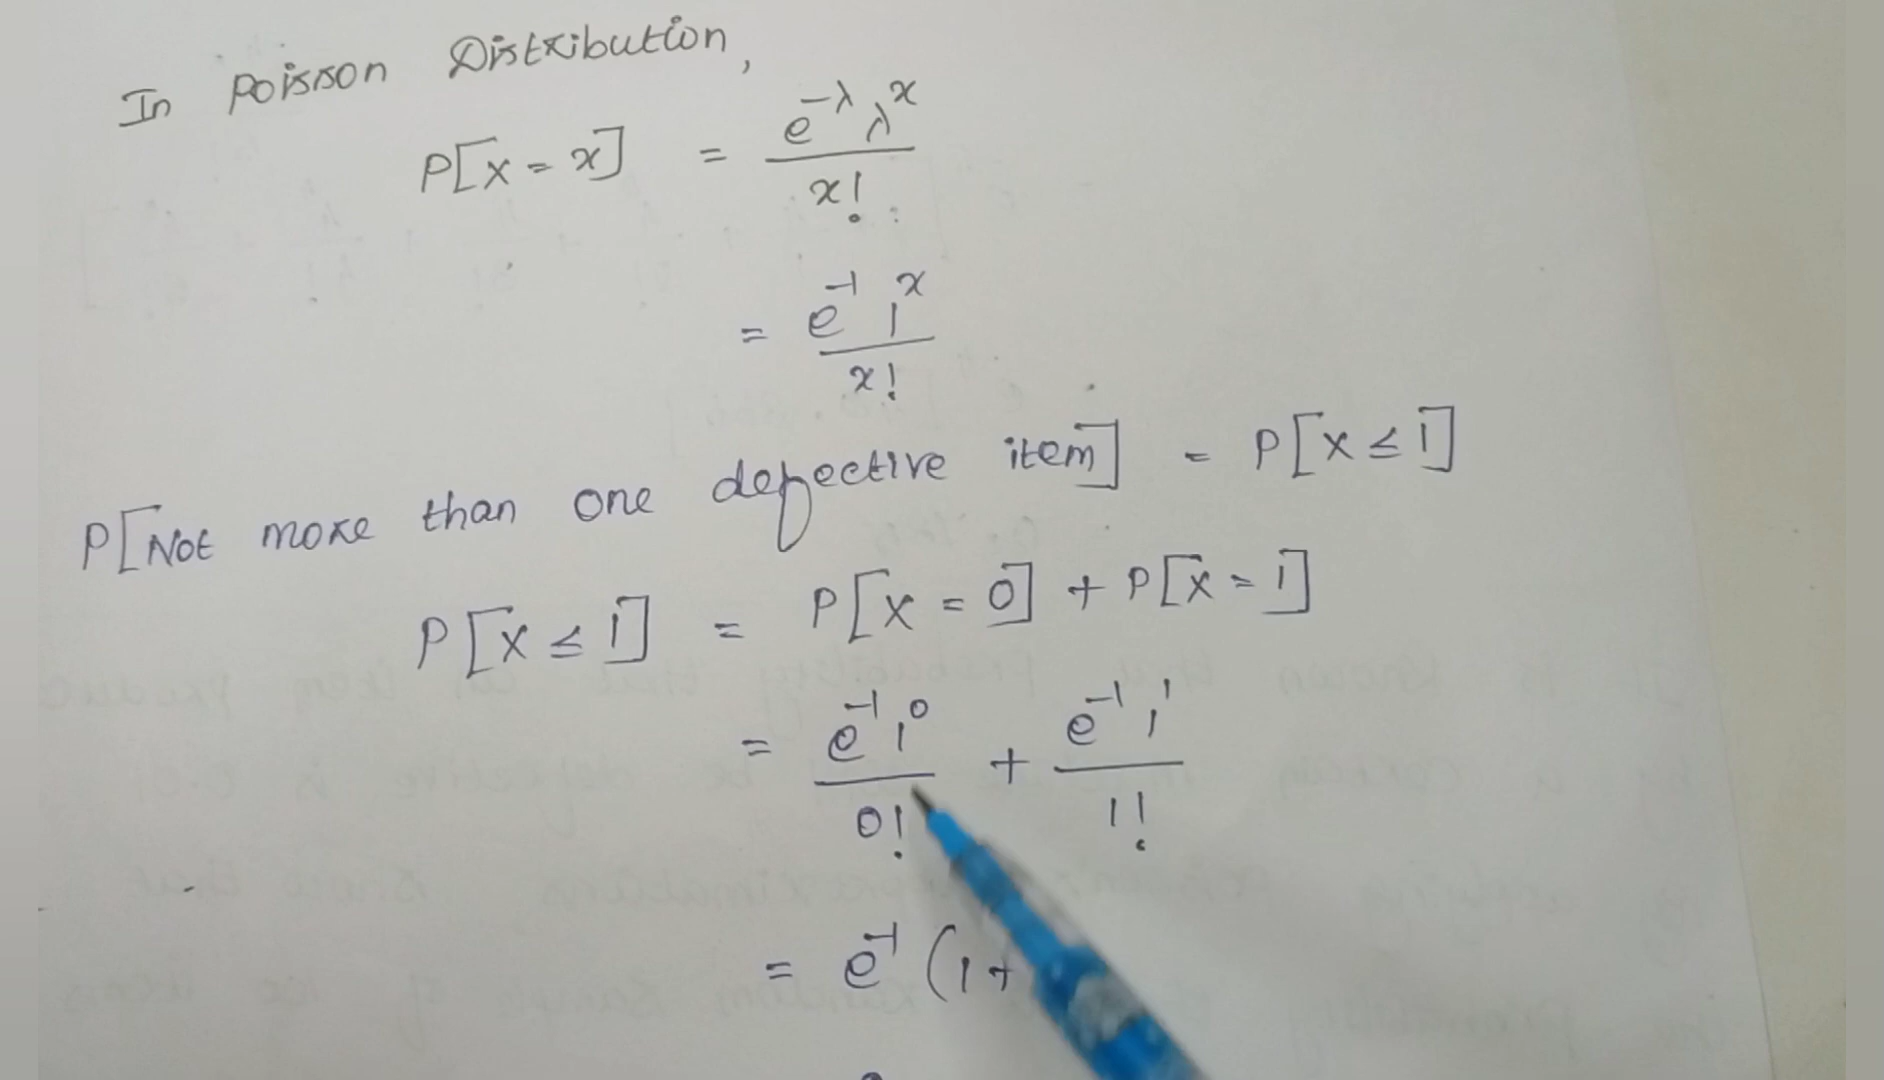 In Poisson Distribution,
P[X = x] = e^-λ λ^x / x!
= e^-1 1^x / x!
P[Not more than one defective item] = P[X ≤ 1]
P[X ≤ 1] = P[X = 0] + P[X = 1]
= e^-1 1^0 / 0! + e^-1 1^1 / 1!
= e^-1 (1 +